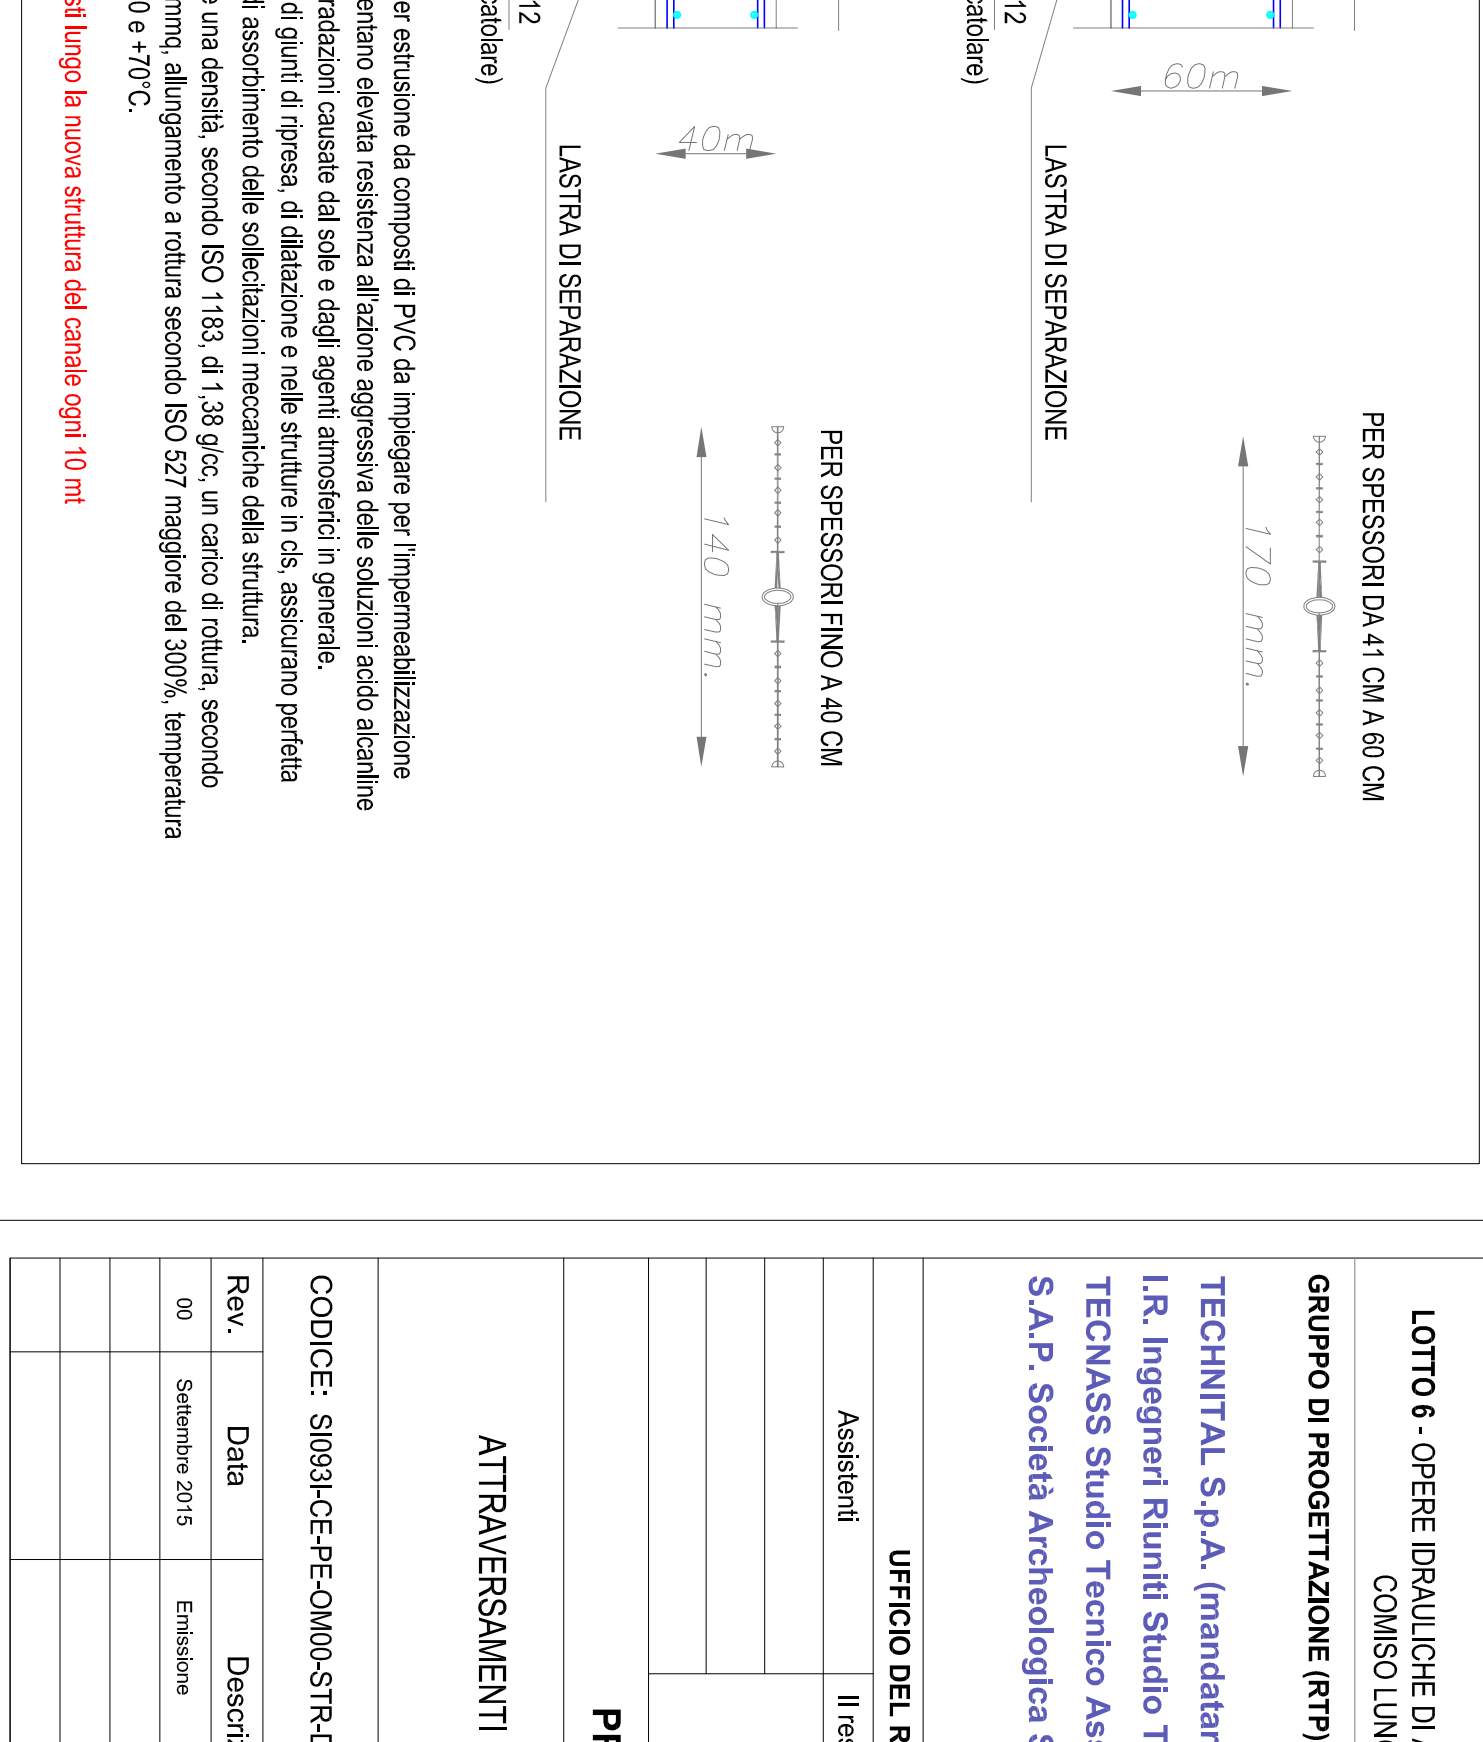 PER SPESSORI DA 41 CM A 60 CM
170 mm.
60m
LASTRA DI SEPARAZIONE
12
catolare)
PER SPESSORI FINO A 40 CM
140 mm.
40m
LASTRA DI SEPARAZIONE
12
catolare)
er estrusione da composti di PVC da impiegare per l'impermeabilizzazione
entano elevata resistenza all'azione aggressiva delle soluzioni acido alcanline
radazioni causate dal sole e dagli agenti atmosferici in generale.
di giunti di ripresa, di dilatazione e nelle strutture in cls, assicurano perfetta
di assorbimento delle sollecitazioni meccaniche della struttura.
e una densità, secondo ISO 1183, di 1,38 g/cc, un carico di rottura, secondo
mmq, allungamento a rottura secondo ISO 527 maggiore del 300%, temperatura
0 e +70°C.
sti lungo la nuova struttura del canale ogni 10 mt
LOTTO 6 - OPERE IDRAULICHE DI A
COMISO LUNG
GRUPPO DI PROGETTAZIONE (RTP)
TECHNITAL S.p.A. (mandatar
I.R. Ingegneri Riuniti Studio T
TECNASS Studio Tecnico Ass
S.A.P. Società Archeologica S
UFFICIO DEL R
Assistenti
Il res
PR
ATTRAVERSAMENTI
CODICE: SI093I-CE-PE-OM00-STR-D
Rev. Data Descriz
00 Settembre 2015 Emissione